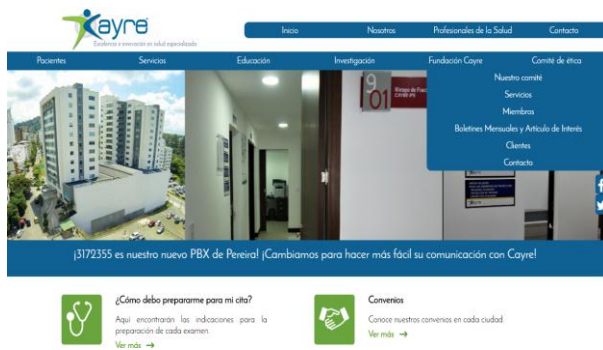 Cayre
Excelencia e innovación en salud especializada
Inicio
Nosotros
Profesionales de la Salud
Contacto
Pacientes
Servicios
Educación
Investigación
Fundación Cayre
Comité de ética
Nuestro comité
Servicios
Miembros
Boletines Mensuales y Artículo de Interés
Clientes
Contacto
9
01
CAYRE IPS
¡3172355 es nuestro nuevo PBX de Pereira! ¡Cambiamos para hacer más fácil su comunicación con Cayre!
¿Cómo debo prepararme para mi cita?
Aquí encontrarán las indicaciones para la
preparación de cada examen.
Ver más →
Convenios
Conoce nuestros convenios en cada ciudad.
Ver más →